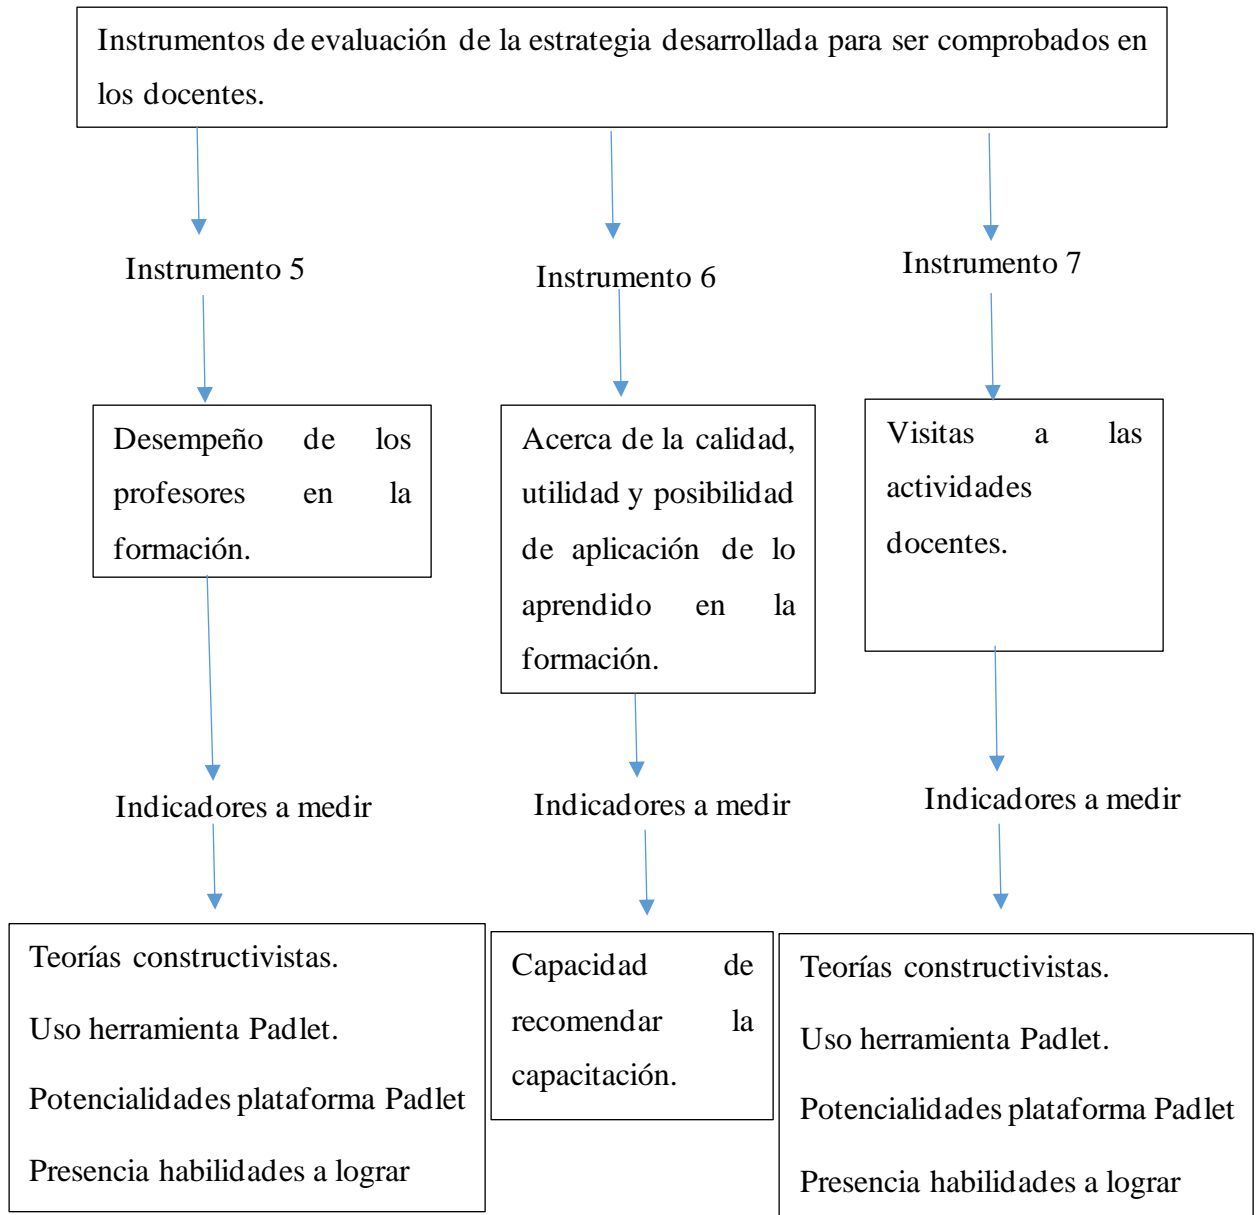 Instrumentos de evaluación de la estrategia desarrollada para ser comprobados en
los docentes.
Instrumento 5
Instrumento 6
Instrumento 7
Desempeño de los
profesores en la
formación.
Acerca de la calidad,
utilidad y posibilidad
de aplicación de lo
aprendido en la
formación.
Visitas a las
actividades
docentes.
Indicadores a medir
Indicadores a medir
Indicadores a medir
Teorías constructivistas.
Uso herramienta Padlet.
Potencialidades plataforma Padlet
Presencia habilidades a lograr
Capacidad de
recomendar la
capacitación.
Teorías constructivistas.
Uso herramienta Padlet.
Potencialidades plataforma Padlet
Presencia habilidades a lograr